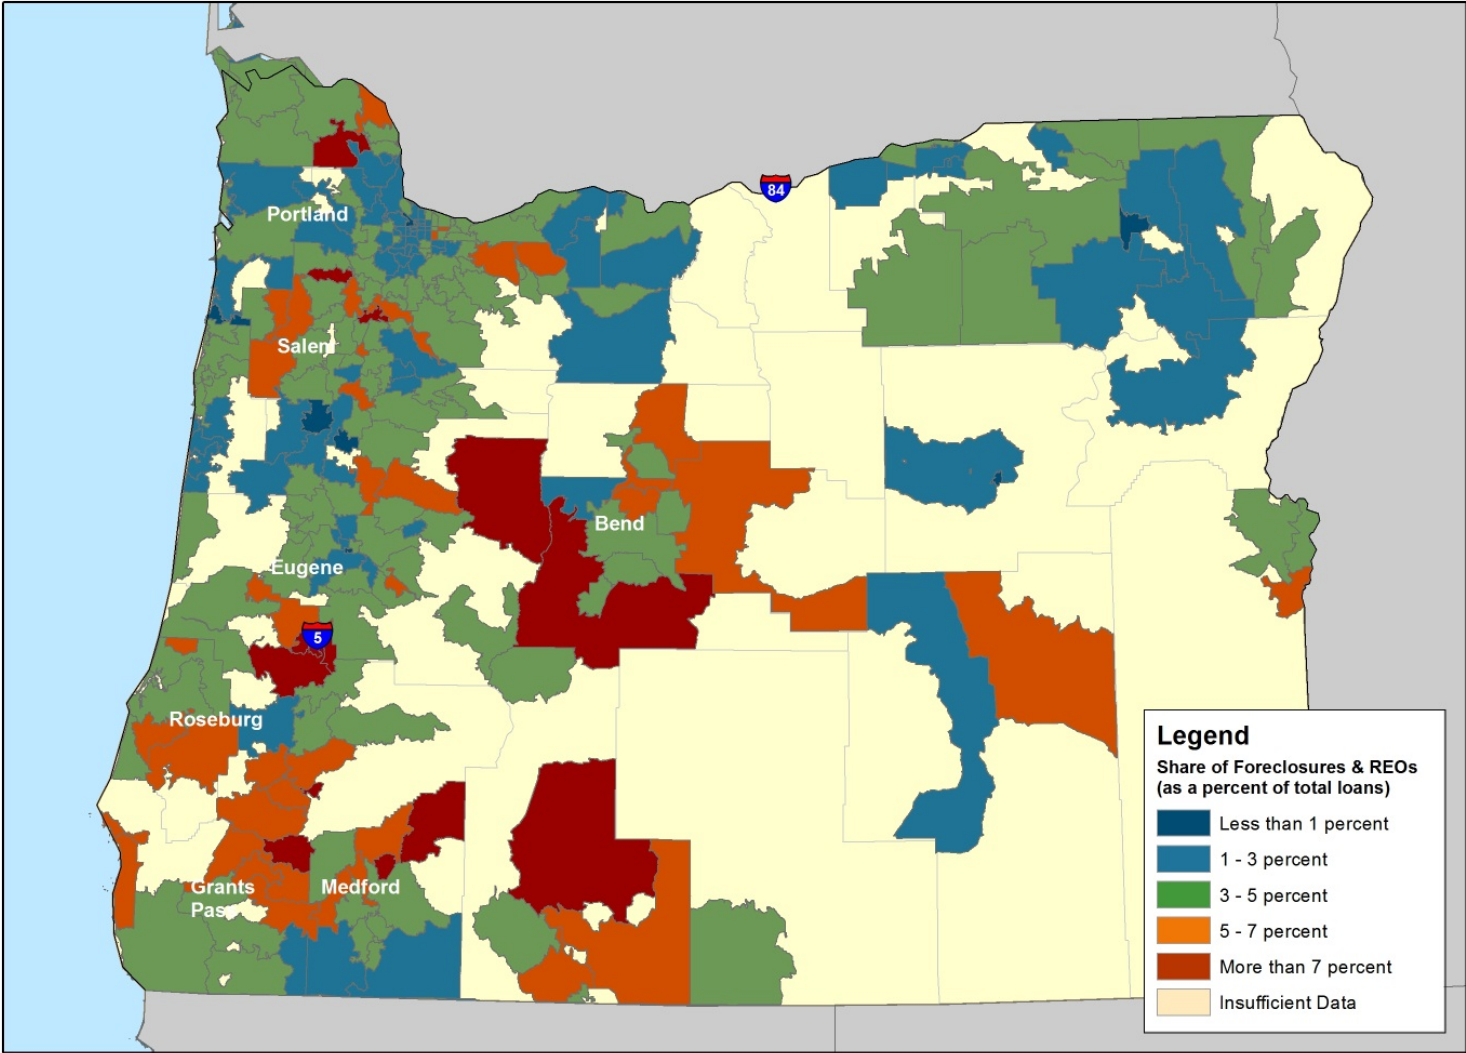 84
Portland
Salem
Bend
Eugene
5
Roseburg
Grants
Pass
Medford
Legend
Share of Foreclosures & REOs
(as a percent of total loans)
Less than 1 percent
1 - 3 percent
3 - 5 percent
5 - 7 percent
More than 7 percent
Insufficient Data